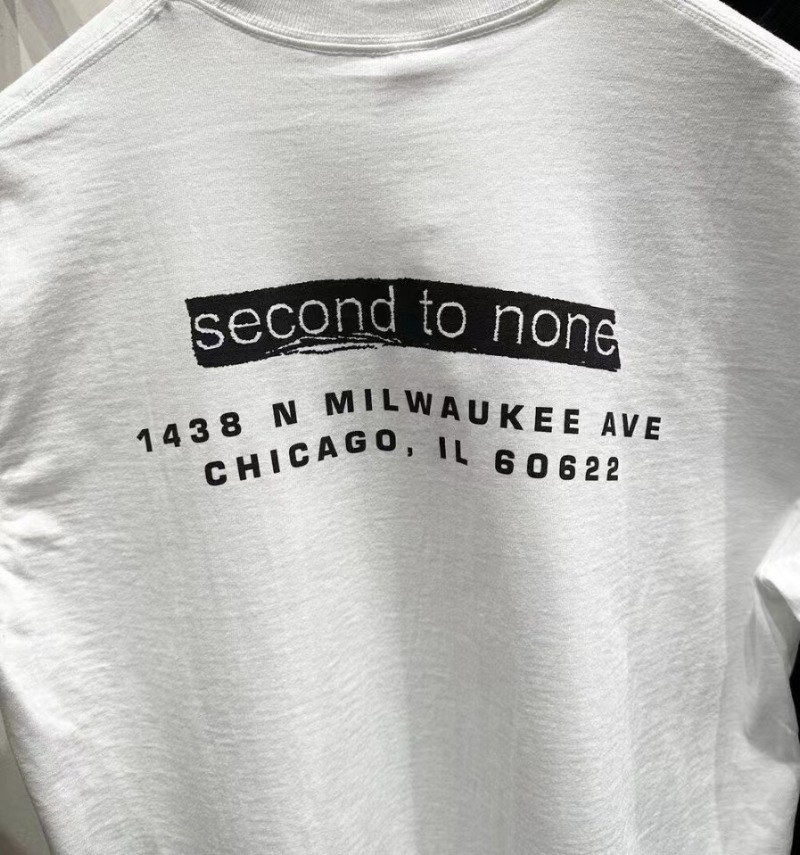 second to none
1438 N MILWAUKEE AVE
CHICAGO, IL 60622